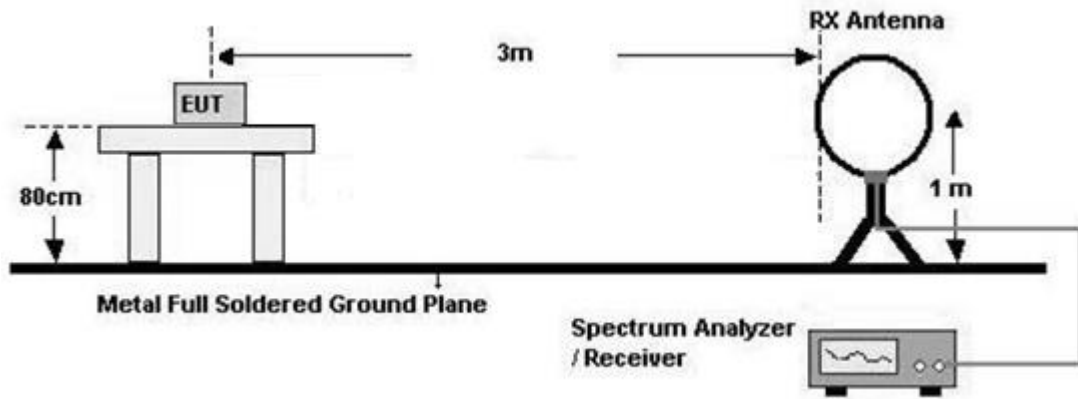 RX Antenna
3m
EUT
80cm
1 m
Metal Full Soldered Ground Plane
Spectrum Analyzer
/ Receiver